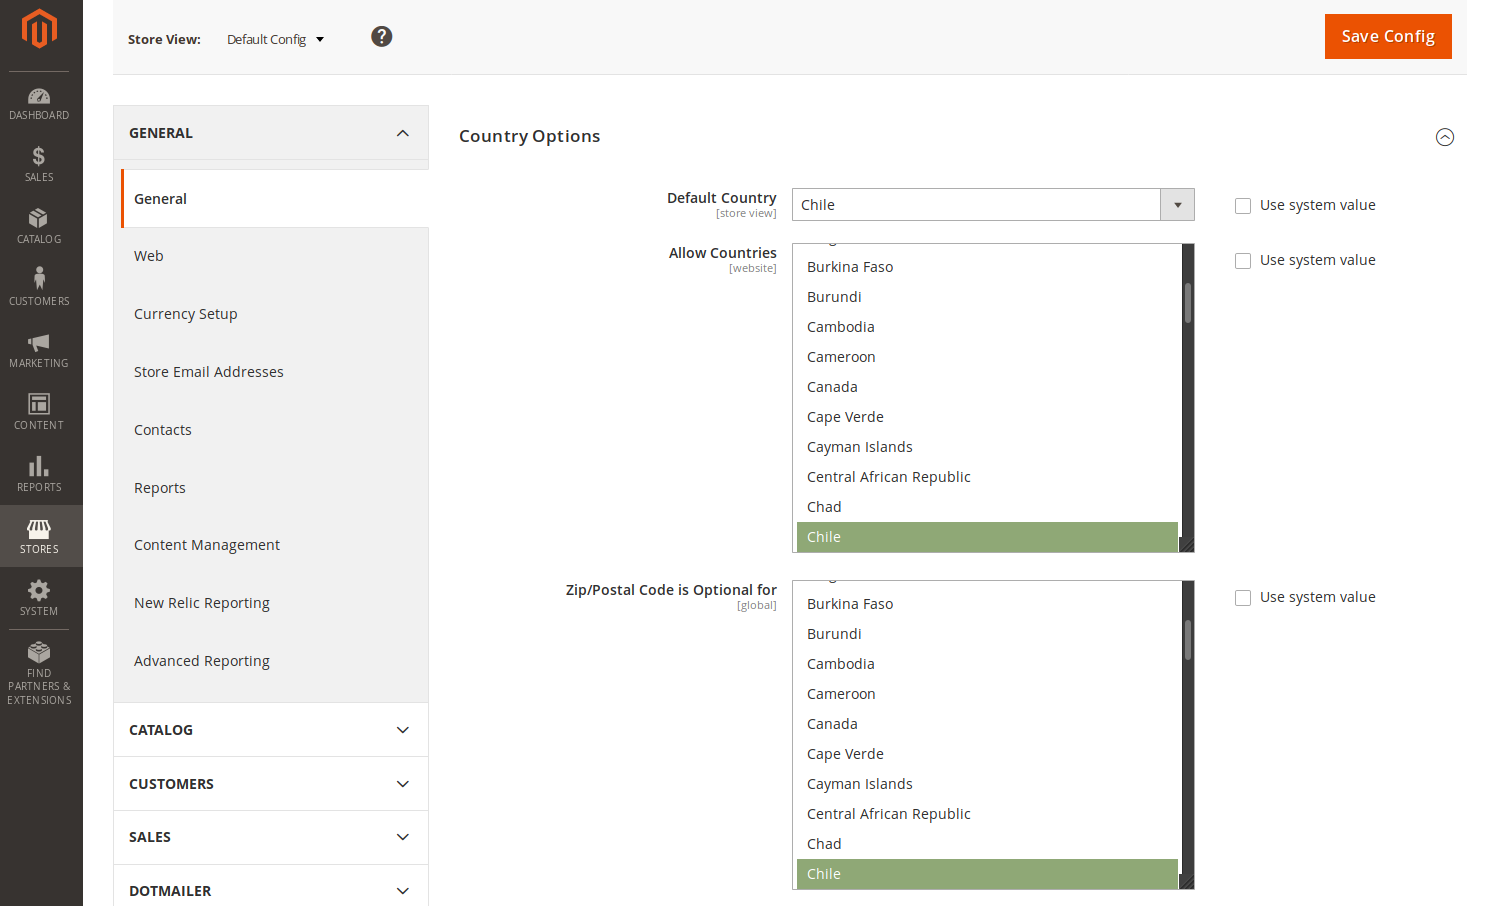 Store View:
Default Config
?
Save Config
DASHBOARD
SALES
CATALOG
CUSTOMERS
MARKETING
CONTENT
REPORTS
STORES
SYSTEM
FIND
PARTNERS &
EXTENSIONS
GENERAL
General
Web
Currency Setup
Store Email Addresses
Contacts
Reports
Content Management
New Relic Reporting
Advanced Reporting
CATALOG
CUSTOMERS
SALES
DOTMAILER
Country Options
Default Country
[store view]
Chile
Use system value
Allow Countries
[website]
Burkina Faso
Burundi
Cambodia
Cameroon
Canada
Cape Verde
Cayman Islands
Central African Republic
Chad
Chile
Use system value
Zip/Postal Code is Optional for
[global]
Burkina Faso
Burundi
Cambodia
Cameroon
Canada
Cape Verde
Cayman Islands
Central African Republic
Chad
Chile
Use system value